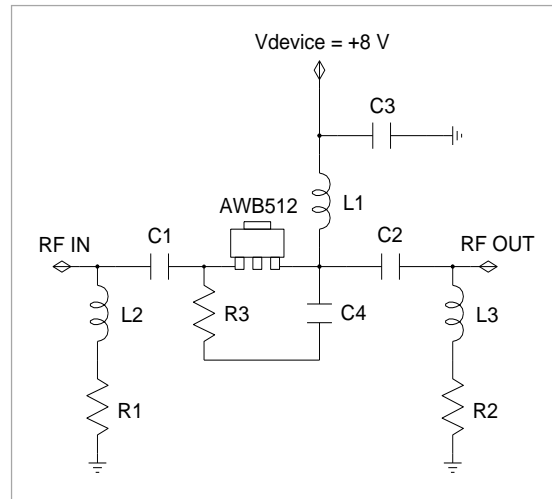 Vdevice = +8 V
C3
L1
AWB512
RF IN
C1
C2
RF OUT
L2
R3
C4
L3
R1
R2